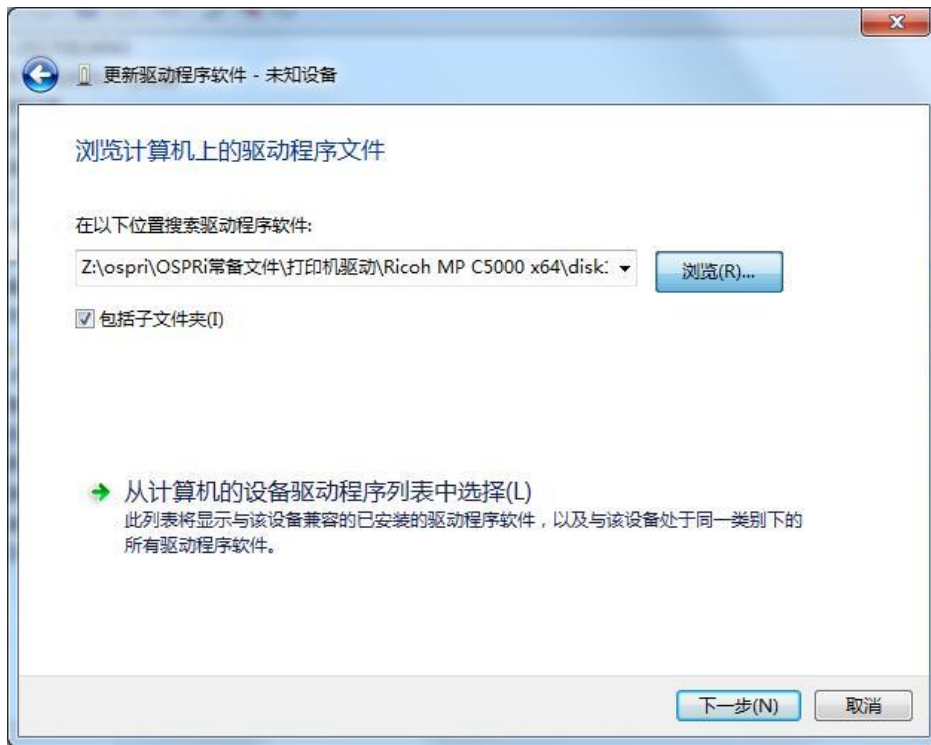 更新驱动程序软件 - 未知设备
浏览计算机上的驱动程序文件
在以下位置搜索驱动程序软件:
Z:\ospri\OSPRi常备文件\打印机驱动\Ricoh MP C5000 x64\disk1
浏览(R)...
包括子文件夹(I)
从计算机的设备驱动程序列表中选择(L)
此列表将显示与该设备兼容的已安装的驱动程序软件，以及与该设备处于同一类别下的
所有驱动程序软件。
下一步(N)
取消